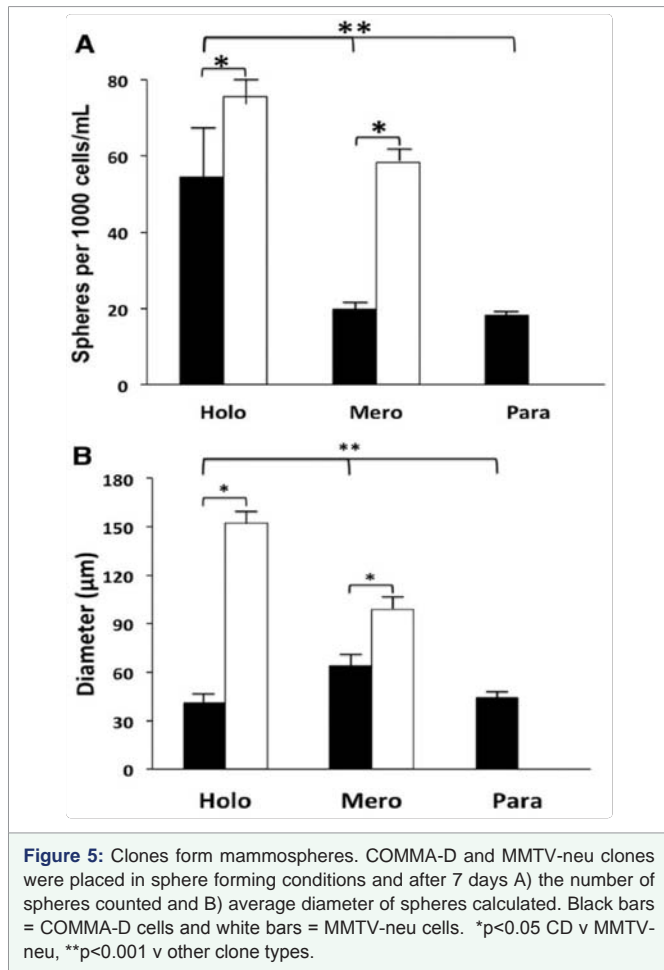 A
**
*
*
Spheres per 1000 cells/mL
80
60
40
20
0
Holo Mero Para
B
**
*
*
Diameter (µm)
180
150
120
90
60
30
0
Holo Mero Para
Figure 5: Clones form mammospheres. COMMA-D and MMTV-neu clones
were placed in sphere forming conditions and after 7 days A) the number of
spheres counted and B) average diameter of spheres calculated. Black bars
= COMMA-D cells and white bars = MMTV-neu cells. *p<0.05 CD v MMTV-
neu, **p<0.001 v other clone types.